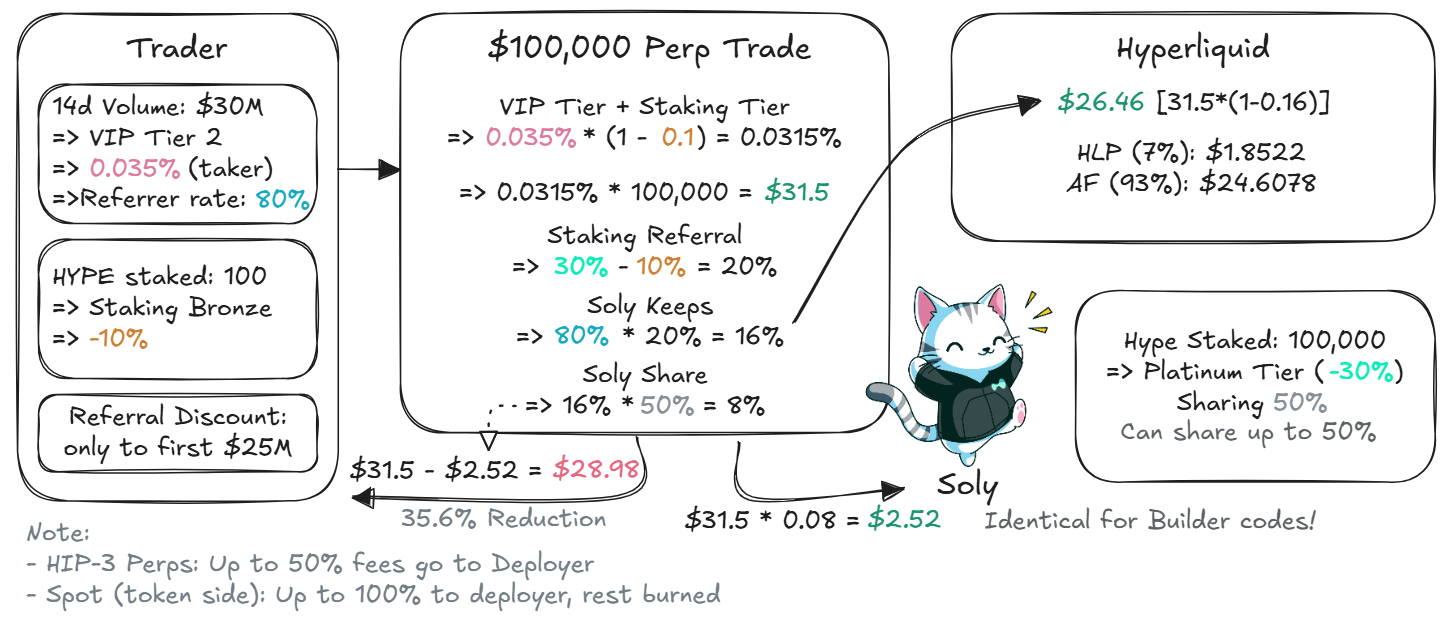 Trader
14d Volume: $30M
=> VIP Tier 2
=> 0.035% (taker)
=>Referrer rate: 80%
HYPE staked: 100
=> Staking Bronze
=> -10%
Referral Discount:
only to first $25M
$100,000 Perp Trade
VIP Tier + Staking Tier
=> 0.035% * (1 - 0.1) = 0.0315%
=> 0.0315% * 100,000 = $31.5
Staking Referral
=> 30% - 10% = 20%
Soly Keeps
=> 80% * 20% = 16%
Soly Share
=> 16% * 50% = 8%
$31.5 - $2.52 = $28.98
35.6% Reduction
$31.5 * 0.08 = $2.52
Hyperliquid
$26.46 [31.5*(1-0.16)]
HLP (7%): $1.8522
AF (93%): $24.6078
Soly
Hype Staked: 100,000
=> Platinum Tier (-30%)
Sharing 50%
Can share up to 50%
Identical for Builder codes!
Note:
- HIP-3 Perps: Up to 50% fees go to Deployer
- Spot (token side): Up to 100% to deployer, rest burned